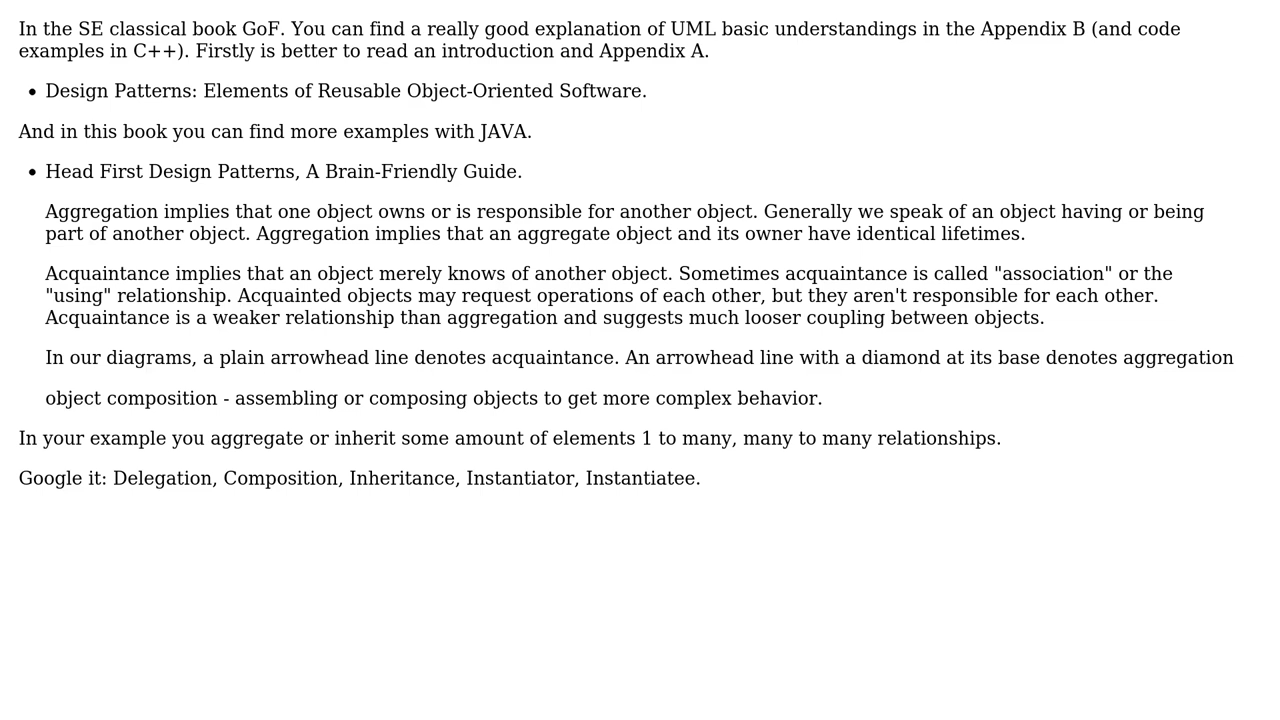 In the SE classical book GoF. You can find a really good explanation of UML basic understandings in the Appendix B (and code
examples in C++). Firstly is better to read an introduction and Appendix A.
• Design Patterns: Elements of Reusable Object-Oriented Software.
And in this book you can find more examples with JAVA.
• Head First Design Patterns, A Brain-Friendly Guide.
Aggregation implies that one object owns or is responsible for another object. Generally we speak of an object having or being
part of another object. Aggregation implies that an aggregate object and its owner have identical lifetimes.
Acquaintance implies that an object merely knows of another object. Sometimes acquaintance is called "association" or the
"using" relationship. Acquainted objects may request operations of each other, but they aren't responsible for each other.
Acquaintance is a weaker relationship than aggregation and suggests much looser coupling between objects.
In our diagrams, a plain arrowhead line denotes acquaintance. An arrowhead line with a diamond at its base denotes aggregation
object composition - assembling or composing objects to get more complex behavior.
In your example you aggregate or inherit some amount of elements 1 to many, many to many relationships.
Google it: Delegation, Composition, Inheritance, Instantiator, Instantiatee.